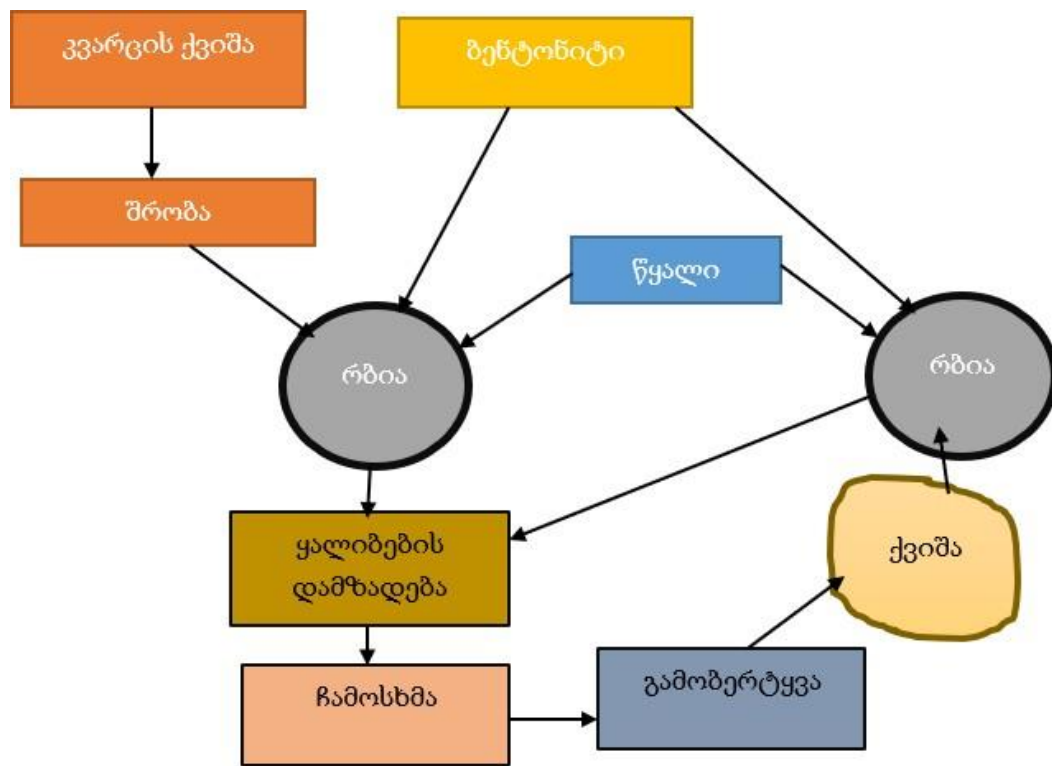 კვარცის ქვიშა
ბენტონიტი
შრობა
წყალი
რბია
რბია
ყალიბების
დამზადება
ქვიშა
ჩამოსხმა
გამობერტყვა